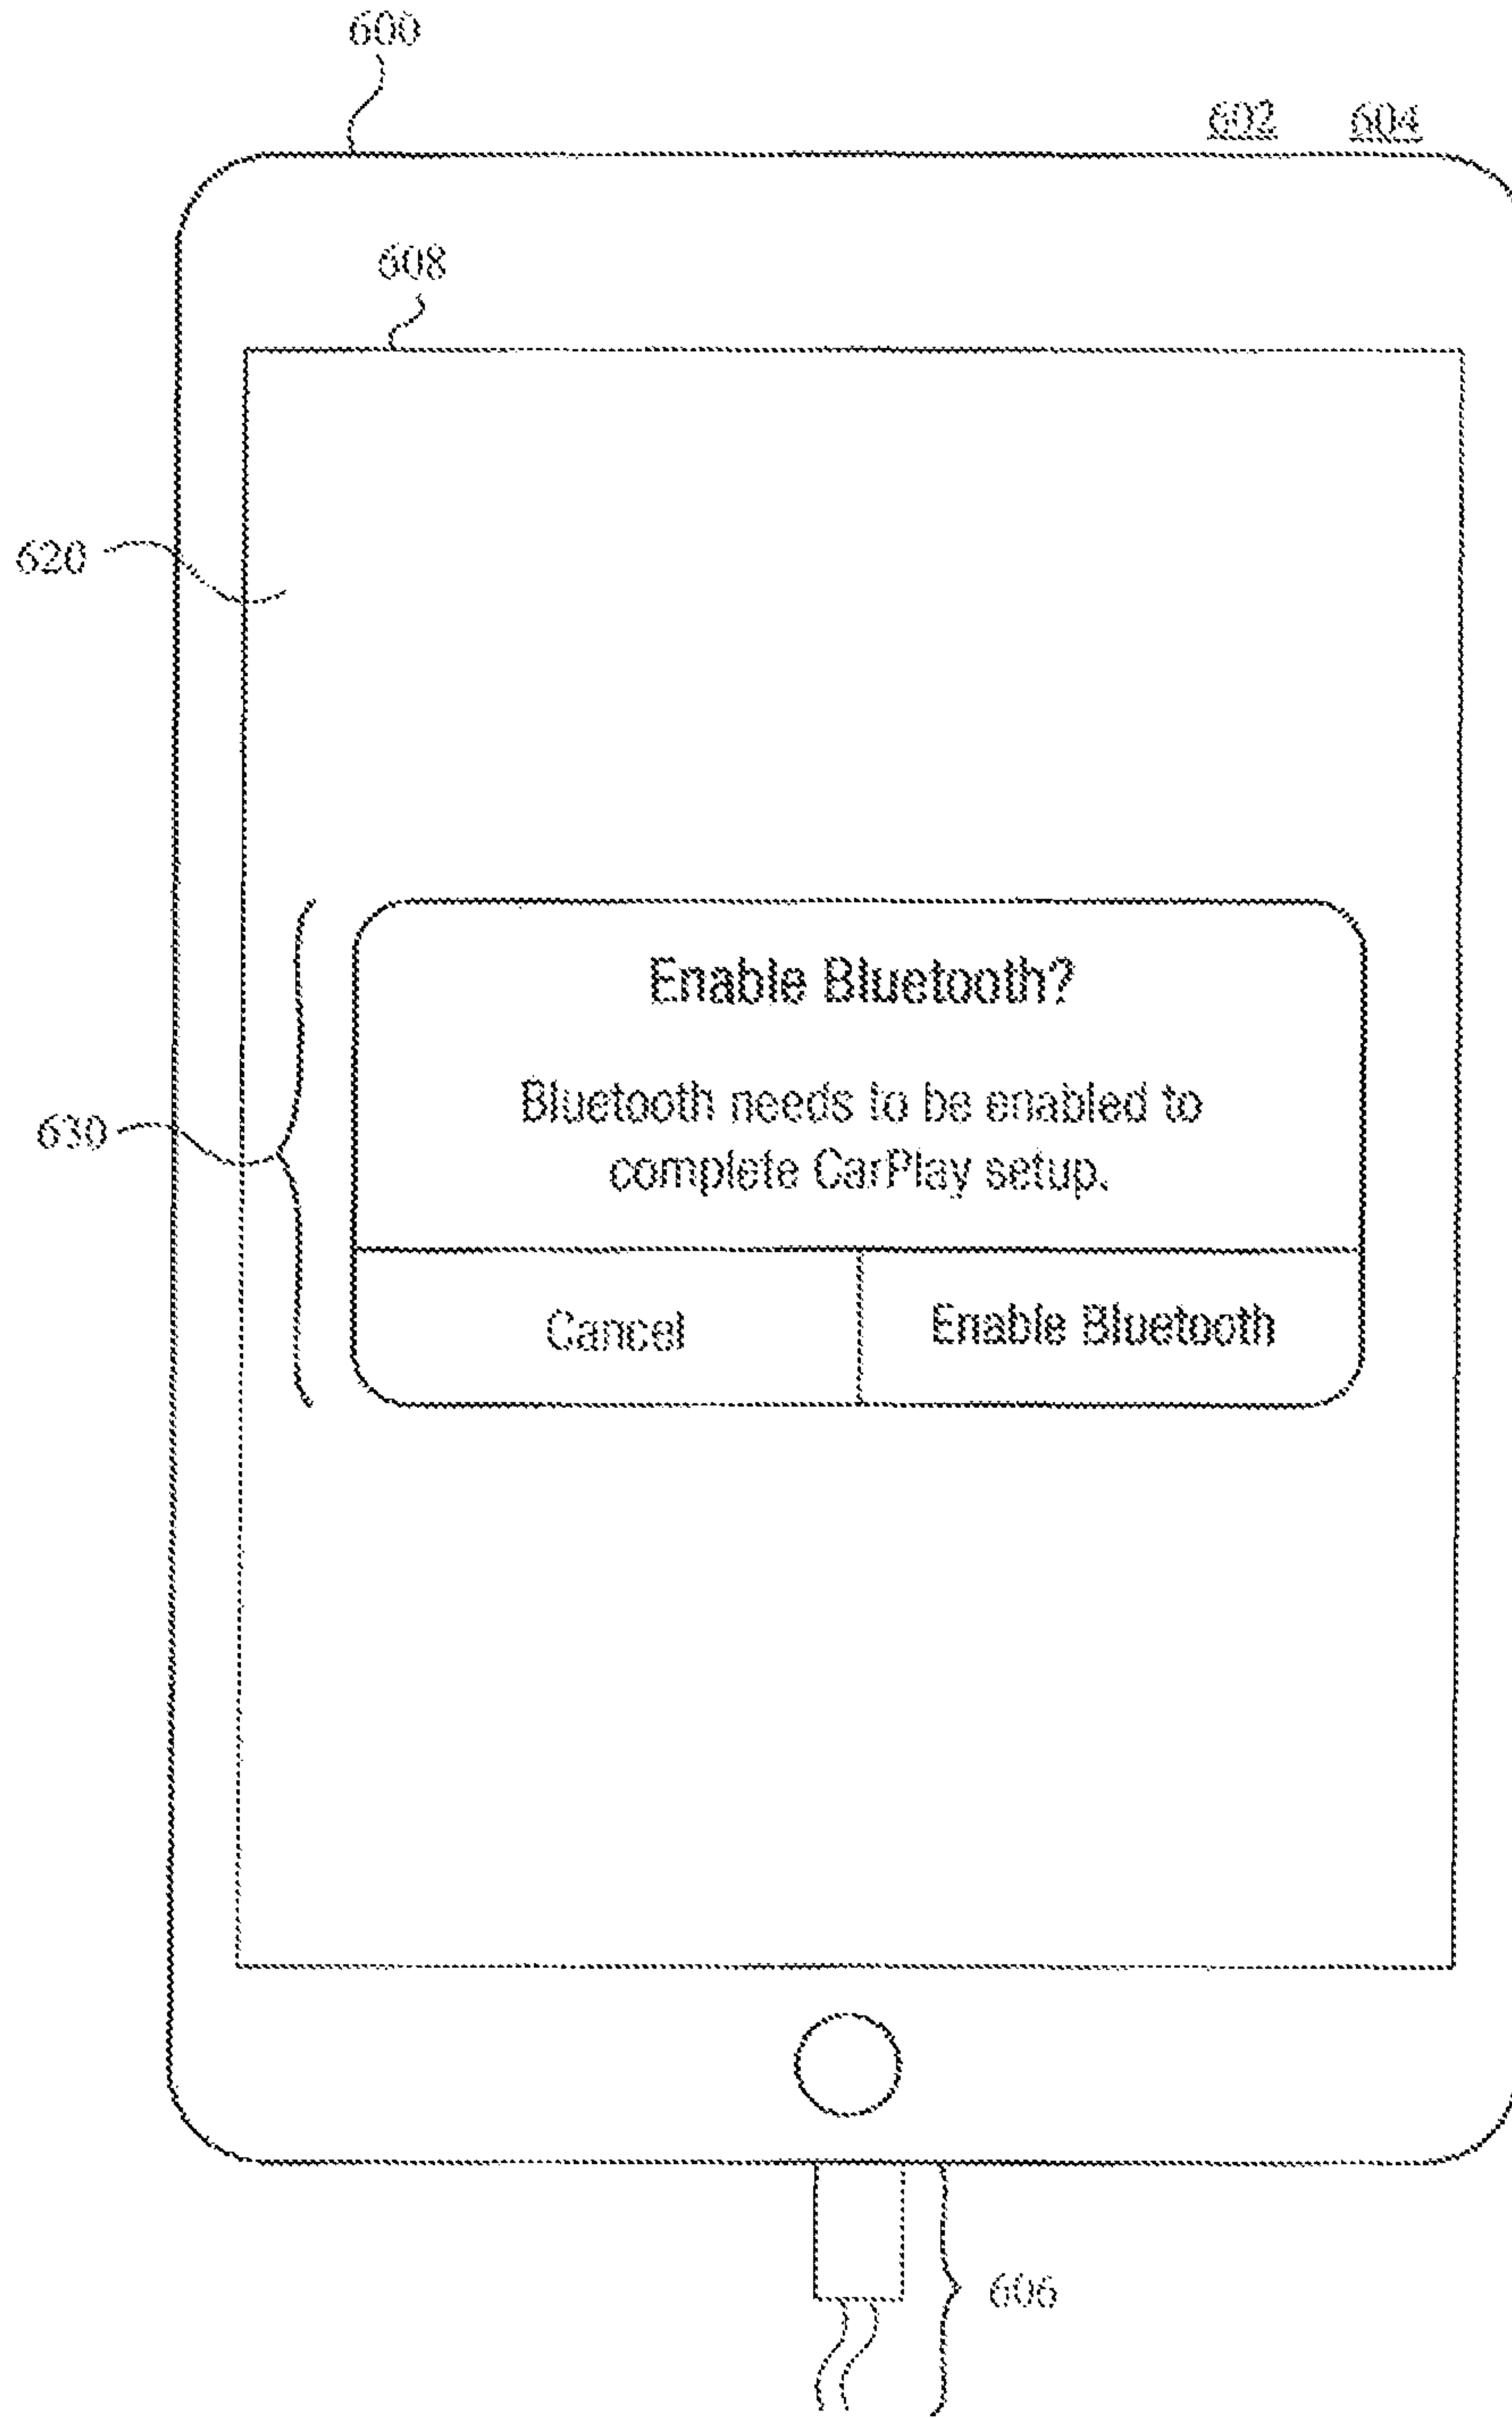 600
602 604
608
620
Enable Bluetooth?
Bluetooth needs to be enabled to
complete CarPlay setup.
630
Cancel Enable Bluetooth
606